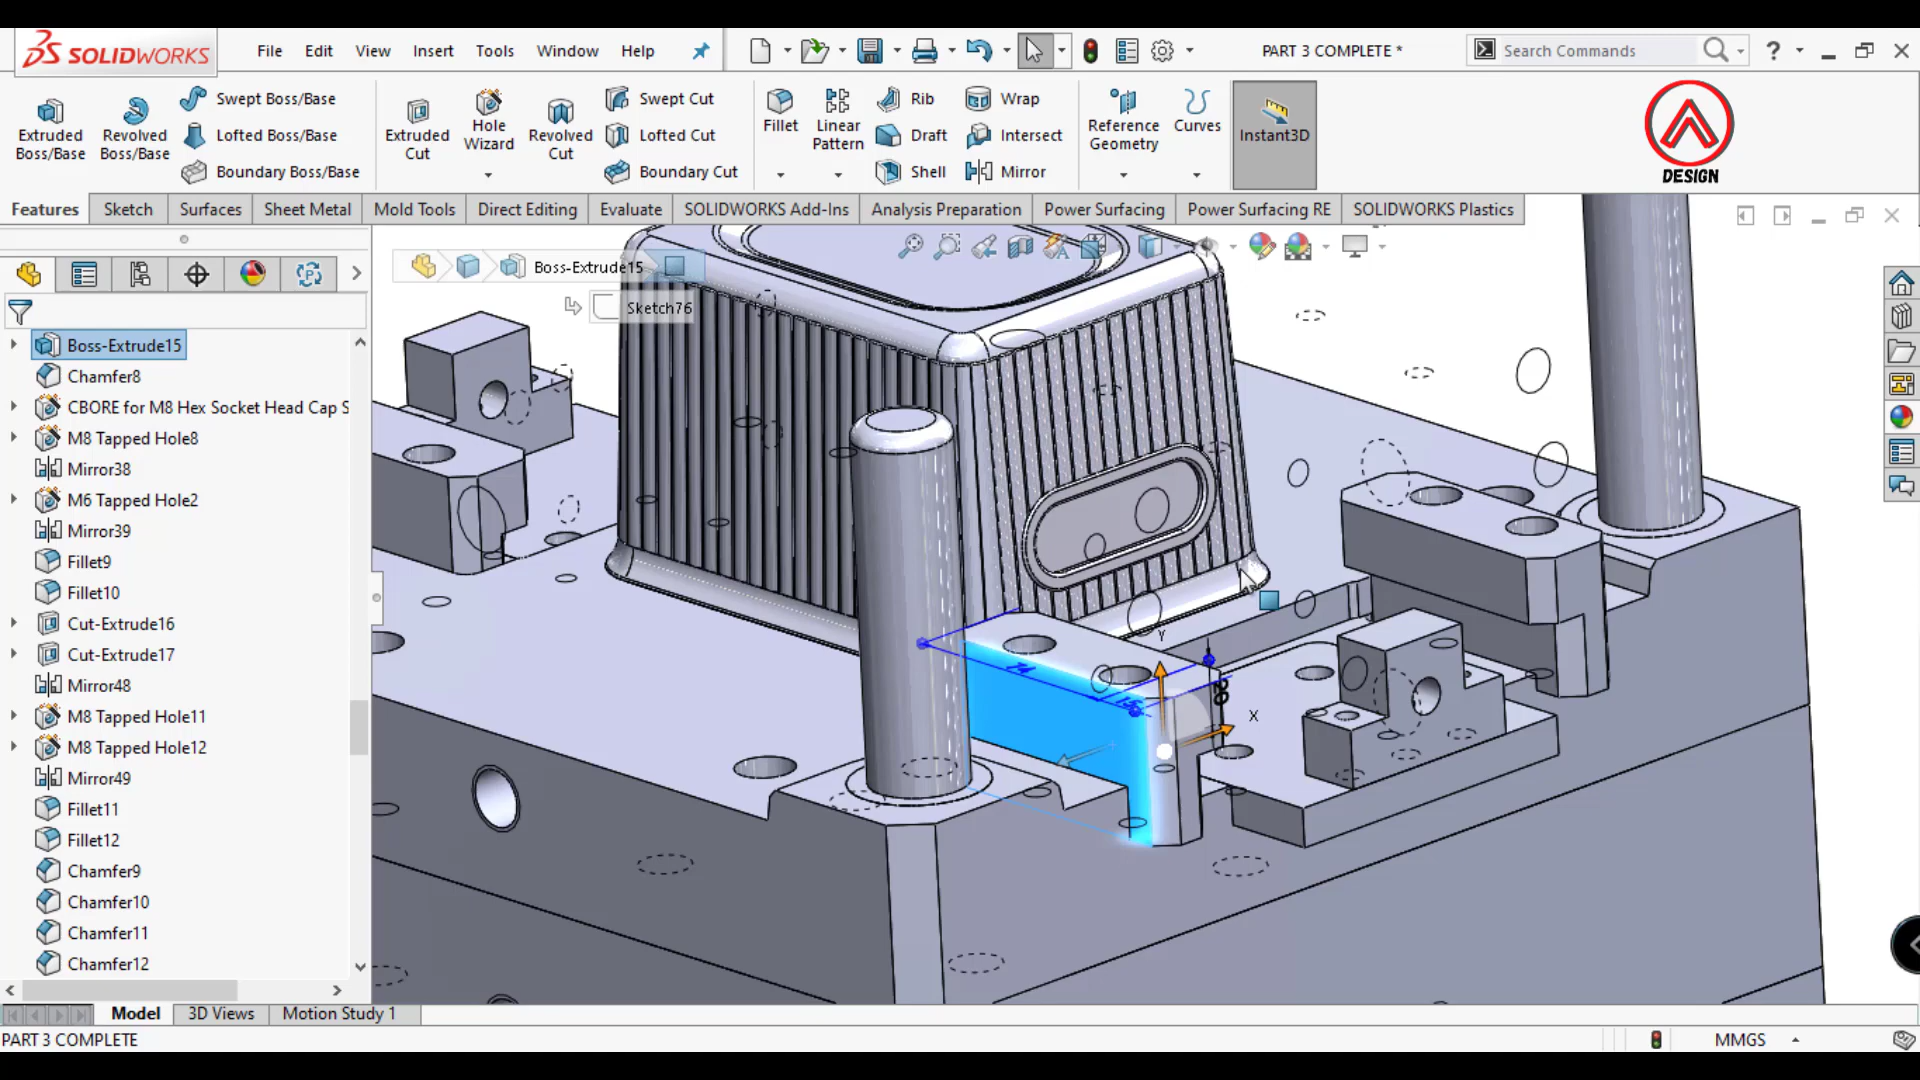 SOLIDWORKS
File Edit View Insert Tools Window Help
PART 3 COMPLETE *
Search Commands
?
Extruded Boss/Base
Revolved Boss/Base
Swept Boss/Base
Lofted Boss/Base
Boundary Boss/Base
Extruded Cut
Hole Wizard
Revolved Cut
Swept Cut
Lofted Cut
Boundary Cut
Fillet
Linear Pattern
Rib
Draft
Shell
Wrap
Intersect
Mirror
Reference Geometry
Curves
Instant3D
DESIGN
Features Sketch Surfaces Sheet Metal Mold Tools Direct Editing Evaluate SOLIDWORKS Add-Ins Analysis Preparation Power Surfacing Power Surfacing RE SOLIDWORKS Plastics
Boss-Extrude15
Sketch76
Boss-Extrude15
Chamfer8
CBORE for M8 Hex Socket Head Cap S
M8 Tapped Hole8
Mirror38
M6 Tapped Hole2
Mirror39
Fillet9
Fillet10
Cut-Extrude16
Cut-Extrude17
Mirror48
M8 Tapped Hole11
M8 Tapped Hole12
Mirror49
Fillet11
Fillet12
Chamfer9
Chamfer10
Chamfer11
Chamfer12
Y
X
Model 3D Views Motion Study 1
PART 3 COMPLETE
MMGS